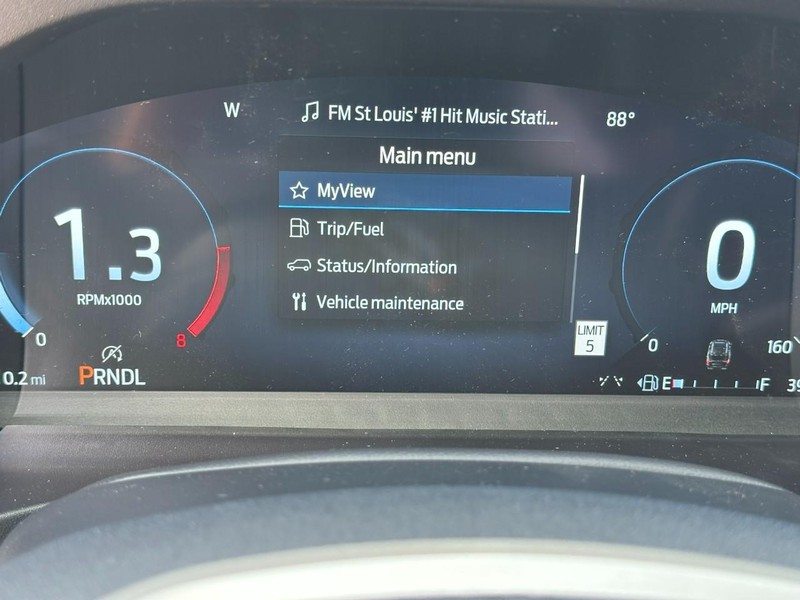 W
FM St Louis' #1 Hit Music Stati...
88°
Main menu
MyView
Trip/Fuel
Status/Information
Vehicle maintenance
1.3
RPMx1000
0
8
0.2 mi
PRNDL
LIMIT
5
0
MPH
0
160
E
F
39